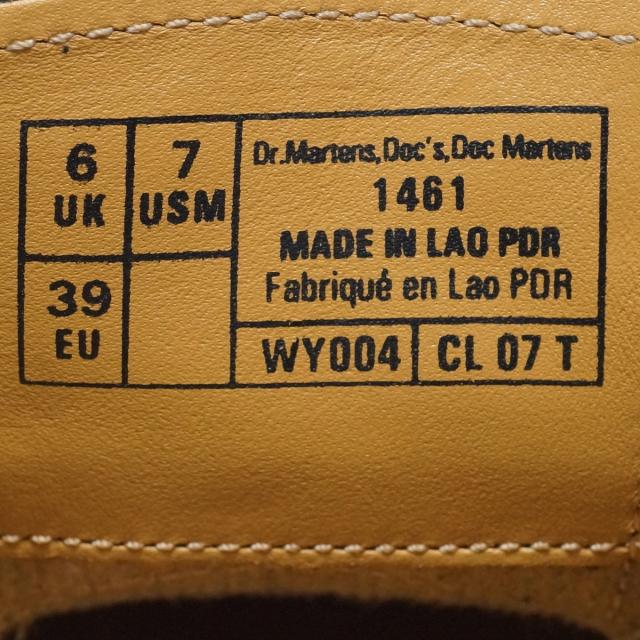 6
UK
7
USM
39
EU
Dr.Martens,Doc's,Doc Martens
1461
MADE IN LAO PDR
Fabriqué en Lao PDR
WY004
CL 07 T